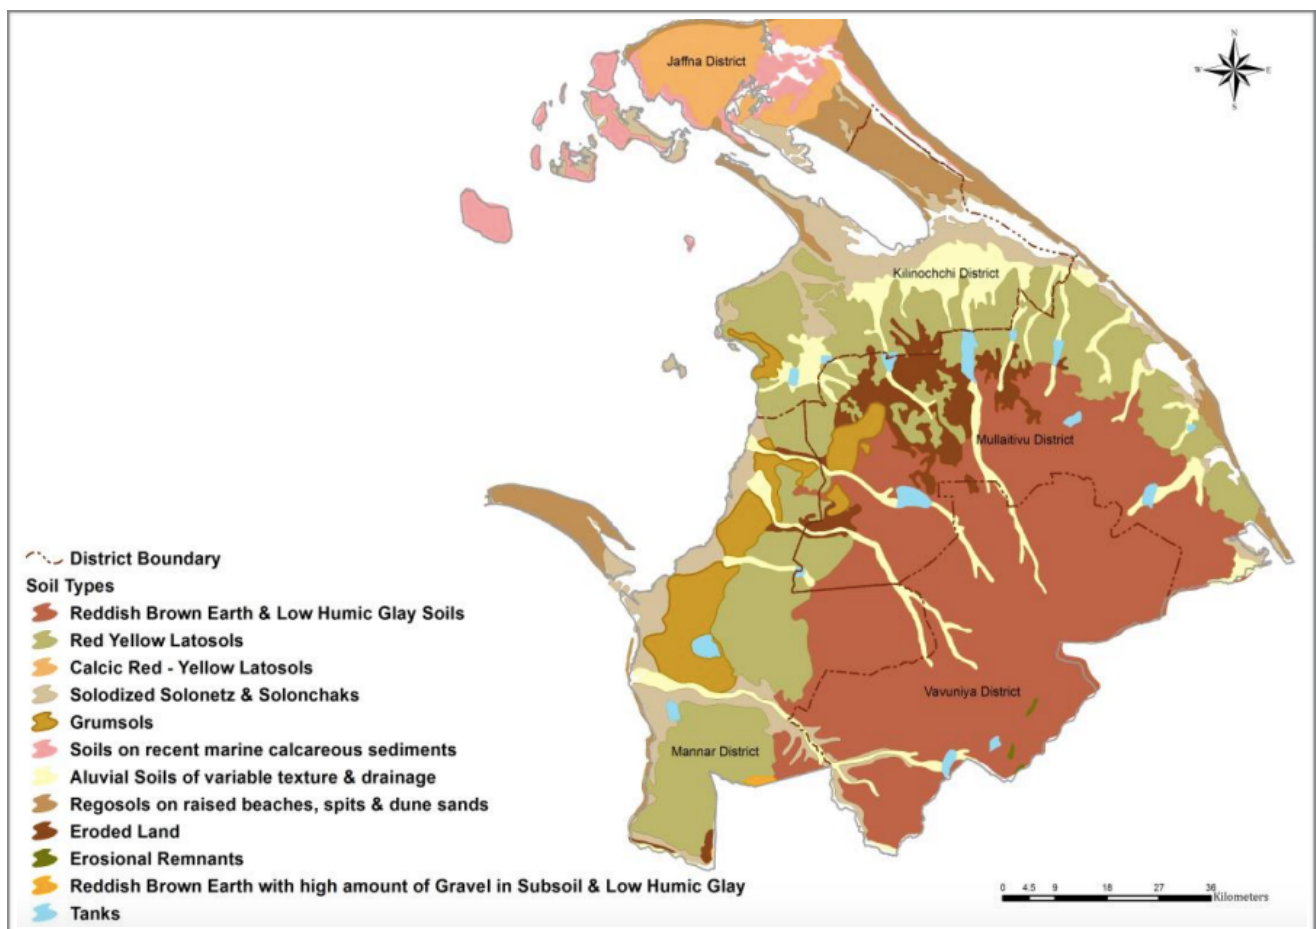 Jaffna District
N
W
E
S
Kilinochchi District
Mullaitivu District
Vavuniya District
Mannar District
District Boundary
Soil Types
Reddish Brown Earth & Low Humic Glay Soils
Red Yellow Latosols
Calcic Red - Yellow Latosols
Solodized Solonetz & Solonchaks
Grumsols
Soils on recent marine calcareous sediments
Aluvial Soils of variable texture & drainage
Regosols on raised beaches, spits & dune sands
Eroded Land
Erosional Remnants
Reddish Brown Earth with high amount of Gravel in Subsoil & Low Humic Glay
Tanks
0 4.5 9 18 27 36
Kilometers